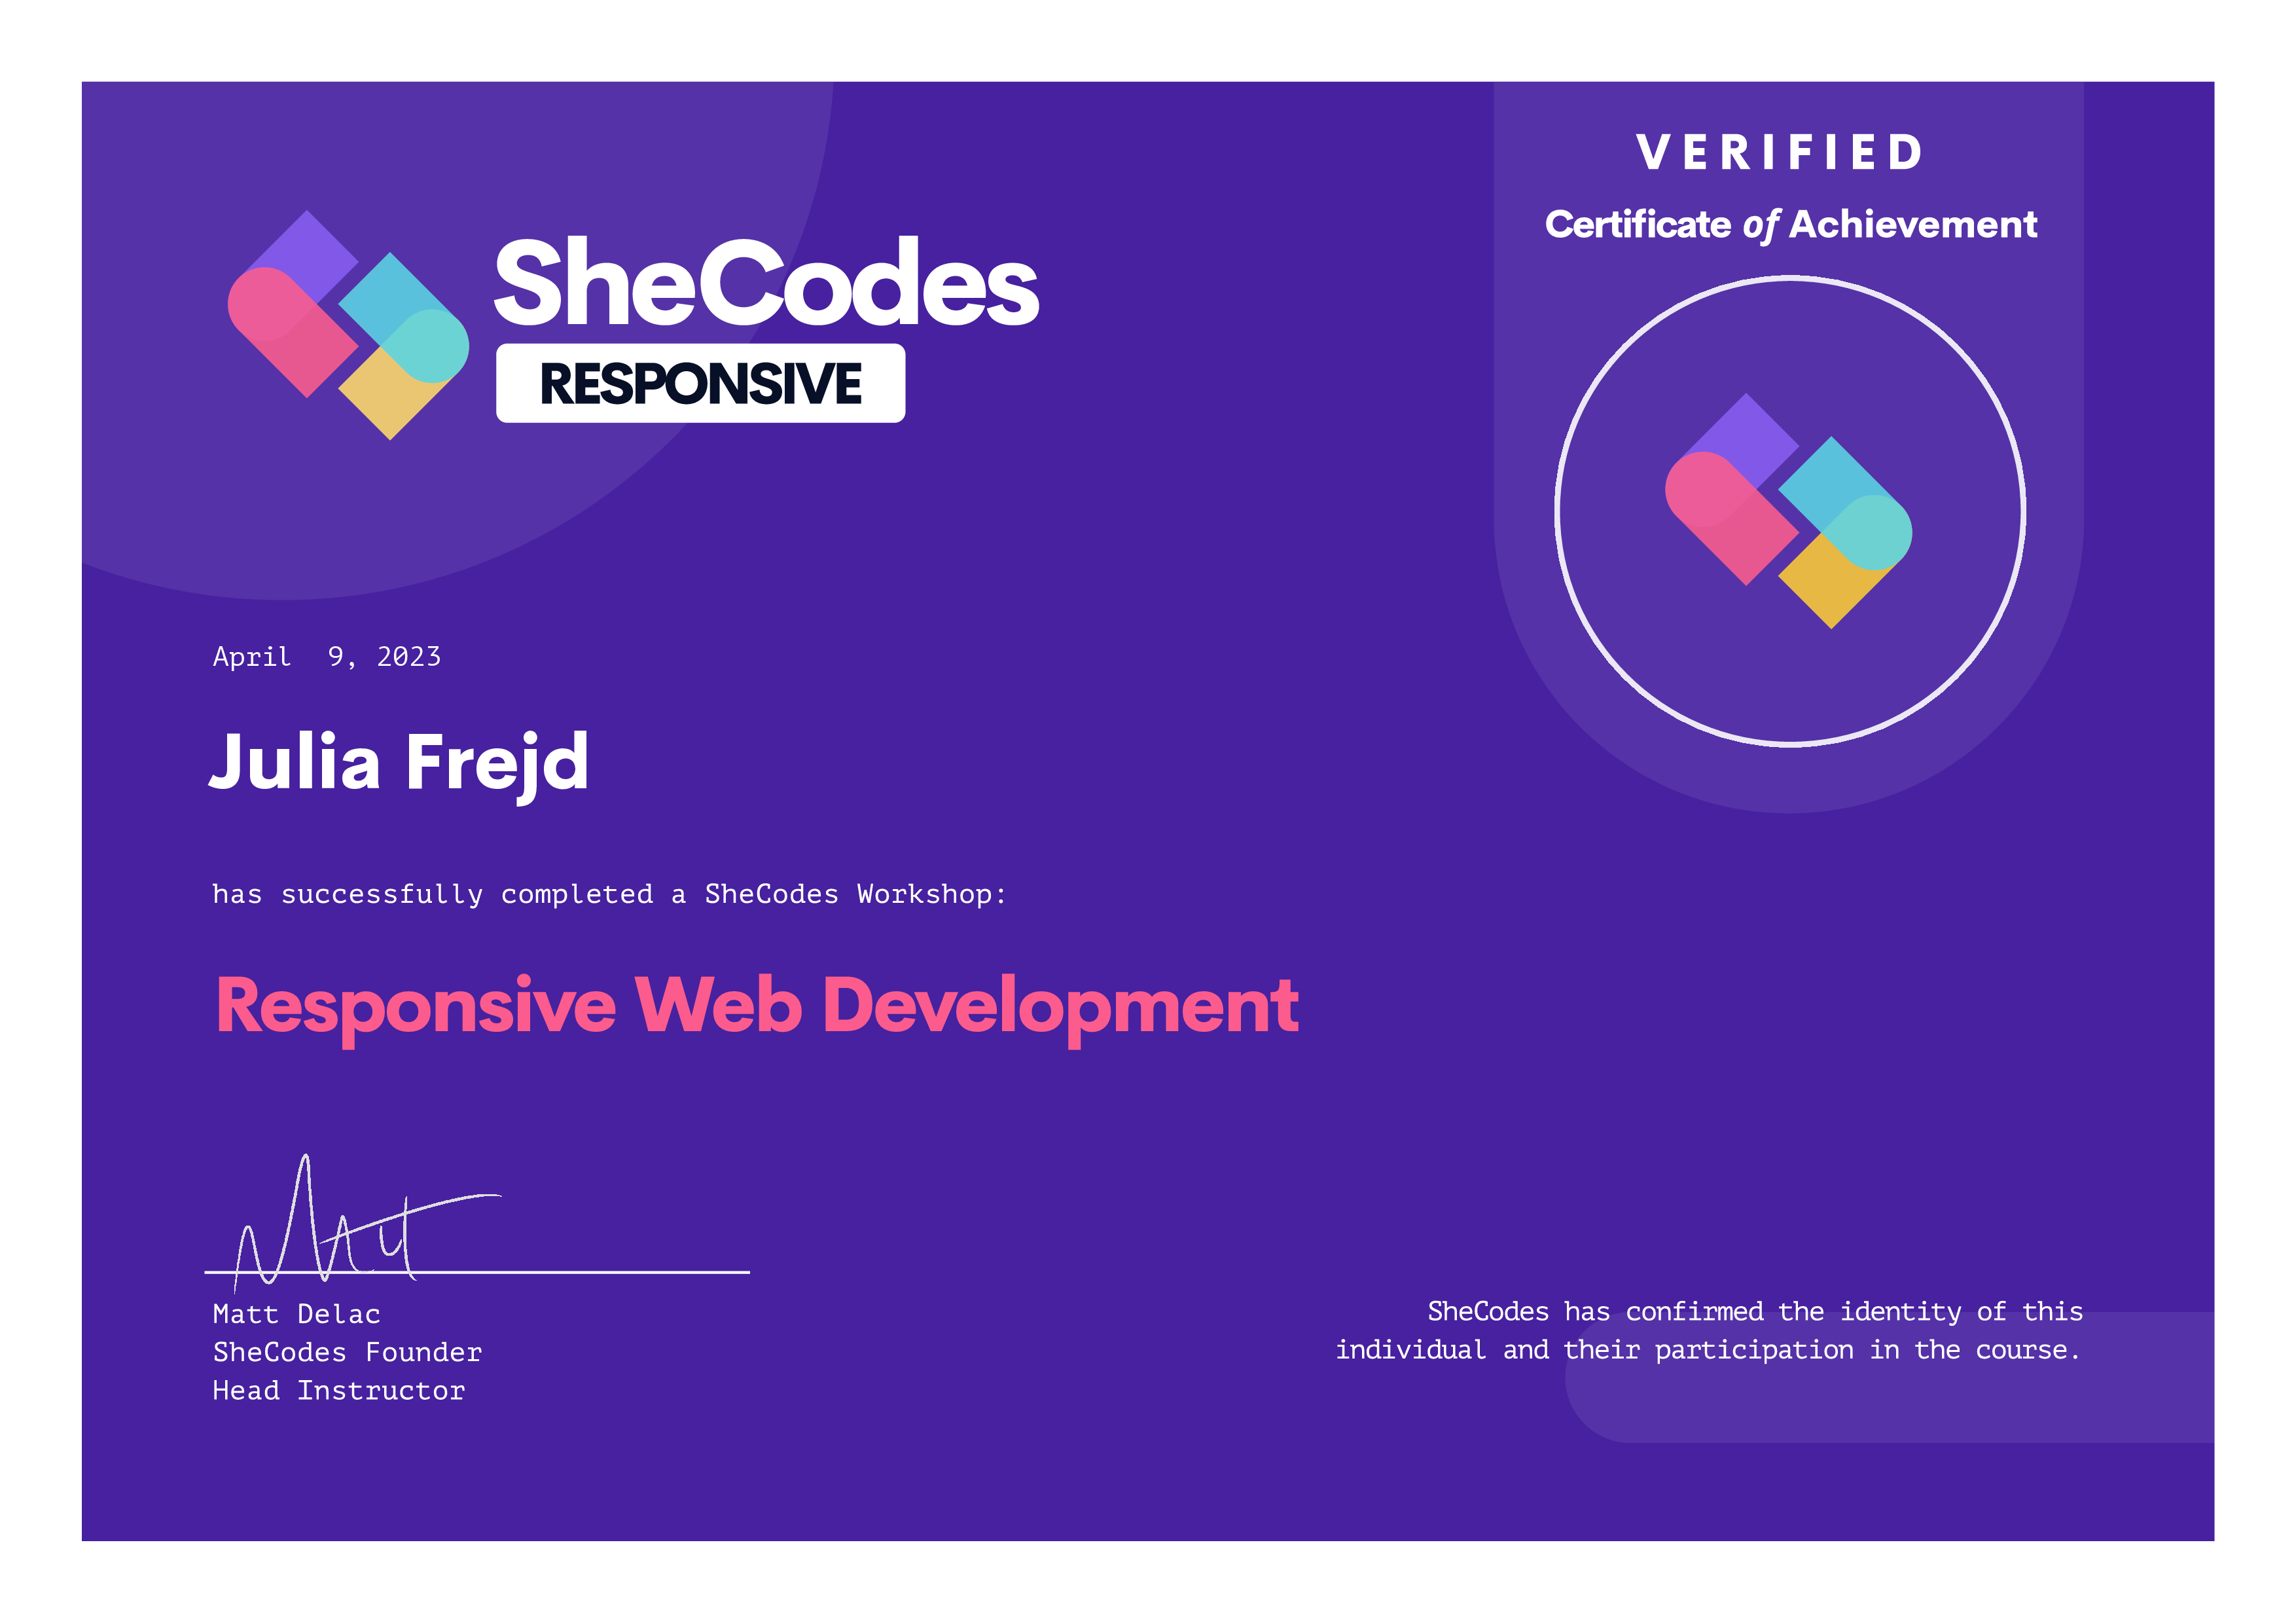 VERIFIED
Certificate of Achievement
SheCodes
RESPONSIVE
April  9, 2023
Julia Frejd
has successfully completed a SheCodes Workshop:
Responsive Web Development
Matt
Matt Delac
SheCodes Founder
Head Instructor
SheCodes has confirmed the identity of this
individual and their participation in the course.